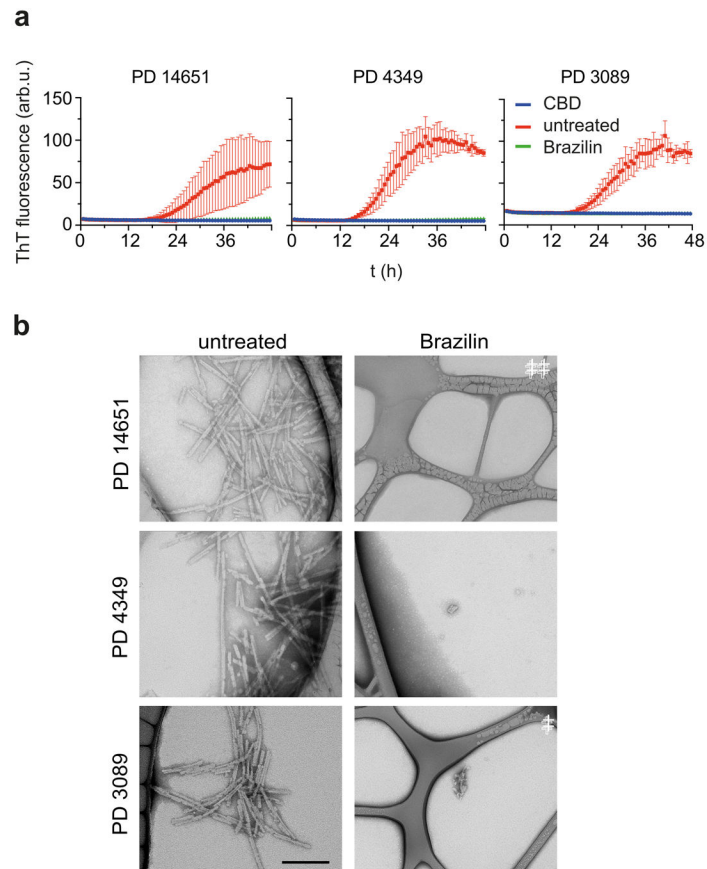 a
PD 14651
PD 4349
PD 3089
ThT fluorescence (arb.u.)
150
100
50
0
CBD
untreated
Brazilin
0 12 24 36
0 12 24 36
0 12 24 36 48
t (h)
b
untreated
Brazilin
PD 14651
‡‡
PD 4349
PD 3089
‡